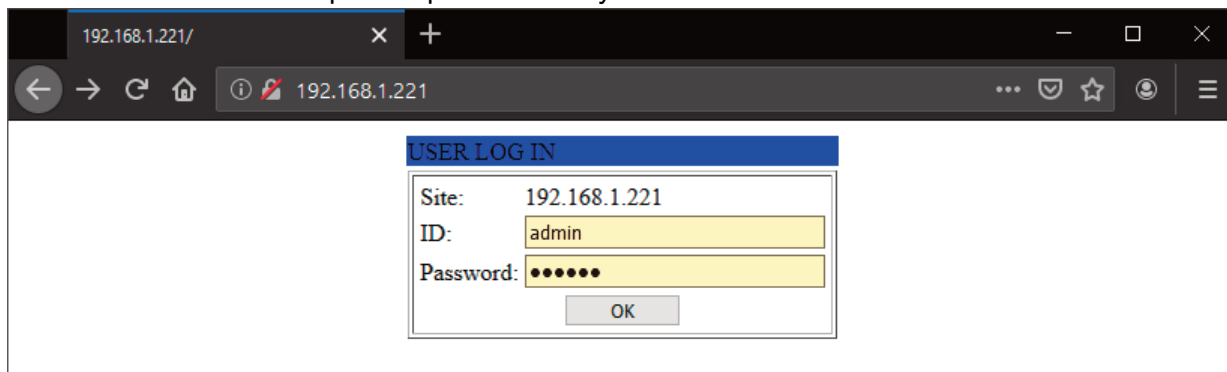 192.168.1.221/
192.168.1.221
USER LOG IN
Site: 192.168.1.221
ID: admin
Password: ●●●●●●
OK